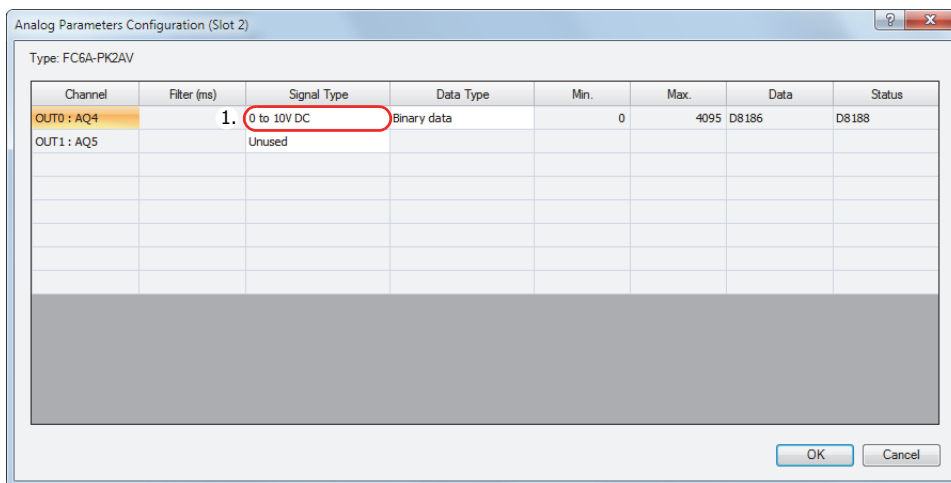 Analog Parameters Configuration (Slot 2)
Type: FC6A-PK2AV
Channel Filter (ms) Signal Type Data Type Min. Max. Data Status
OUT0 : AQ4 1. 0 to 10V DC Binary data 0 4095 D8186 D8188
OUT1 : AQ5 Unused
OK Cancel